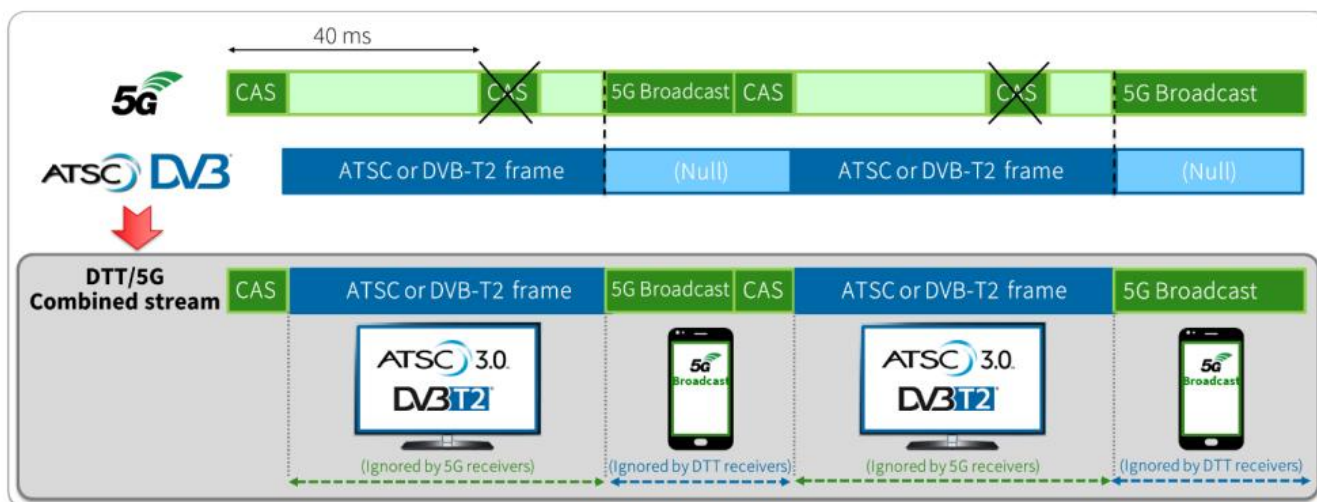 40 ms
5G
CAS
CAS
5G Broadcast
CAS
CAS
5G Broadcast
ATSC DVB
ATSC or DVB-T2 frame
(Null)
ATSC or DVB-T2 frame
(Null)
DTT/5G
Combined stream
CAS
ATSC or DVB-T2 frame
5G Broadcast
CAS
ATSC or DVB-T2 frame
5G Broadcast
ATSC 3.0
DVB T2
5G
Broadcast
ATSC 3.0
DVB T2
5G
Broadcast
(Ignored by 5G receivers)
(Ignored by DTT receivers)
(Ignored by 5G receivers)
(Ignored by DTT receivers)